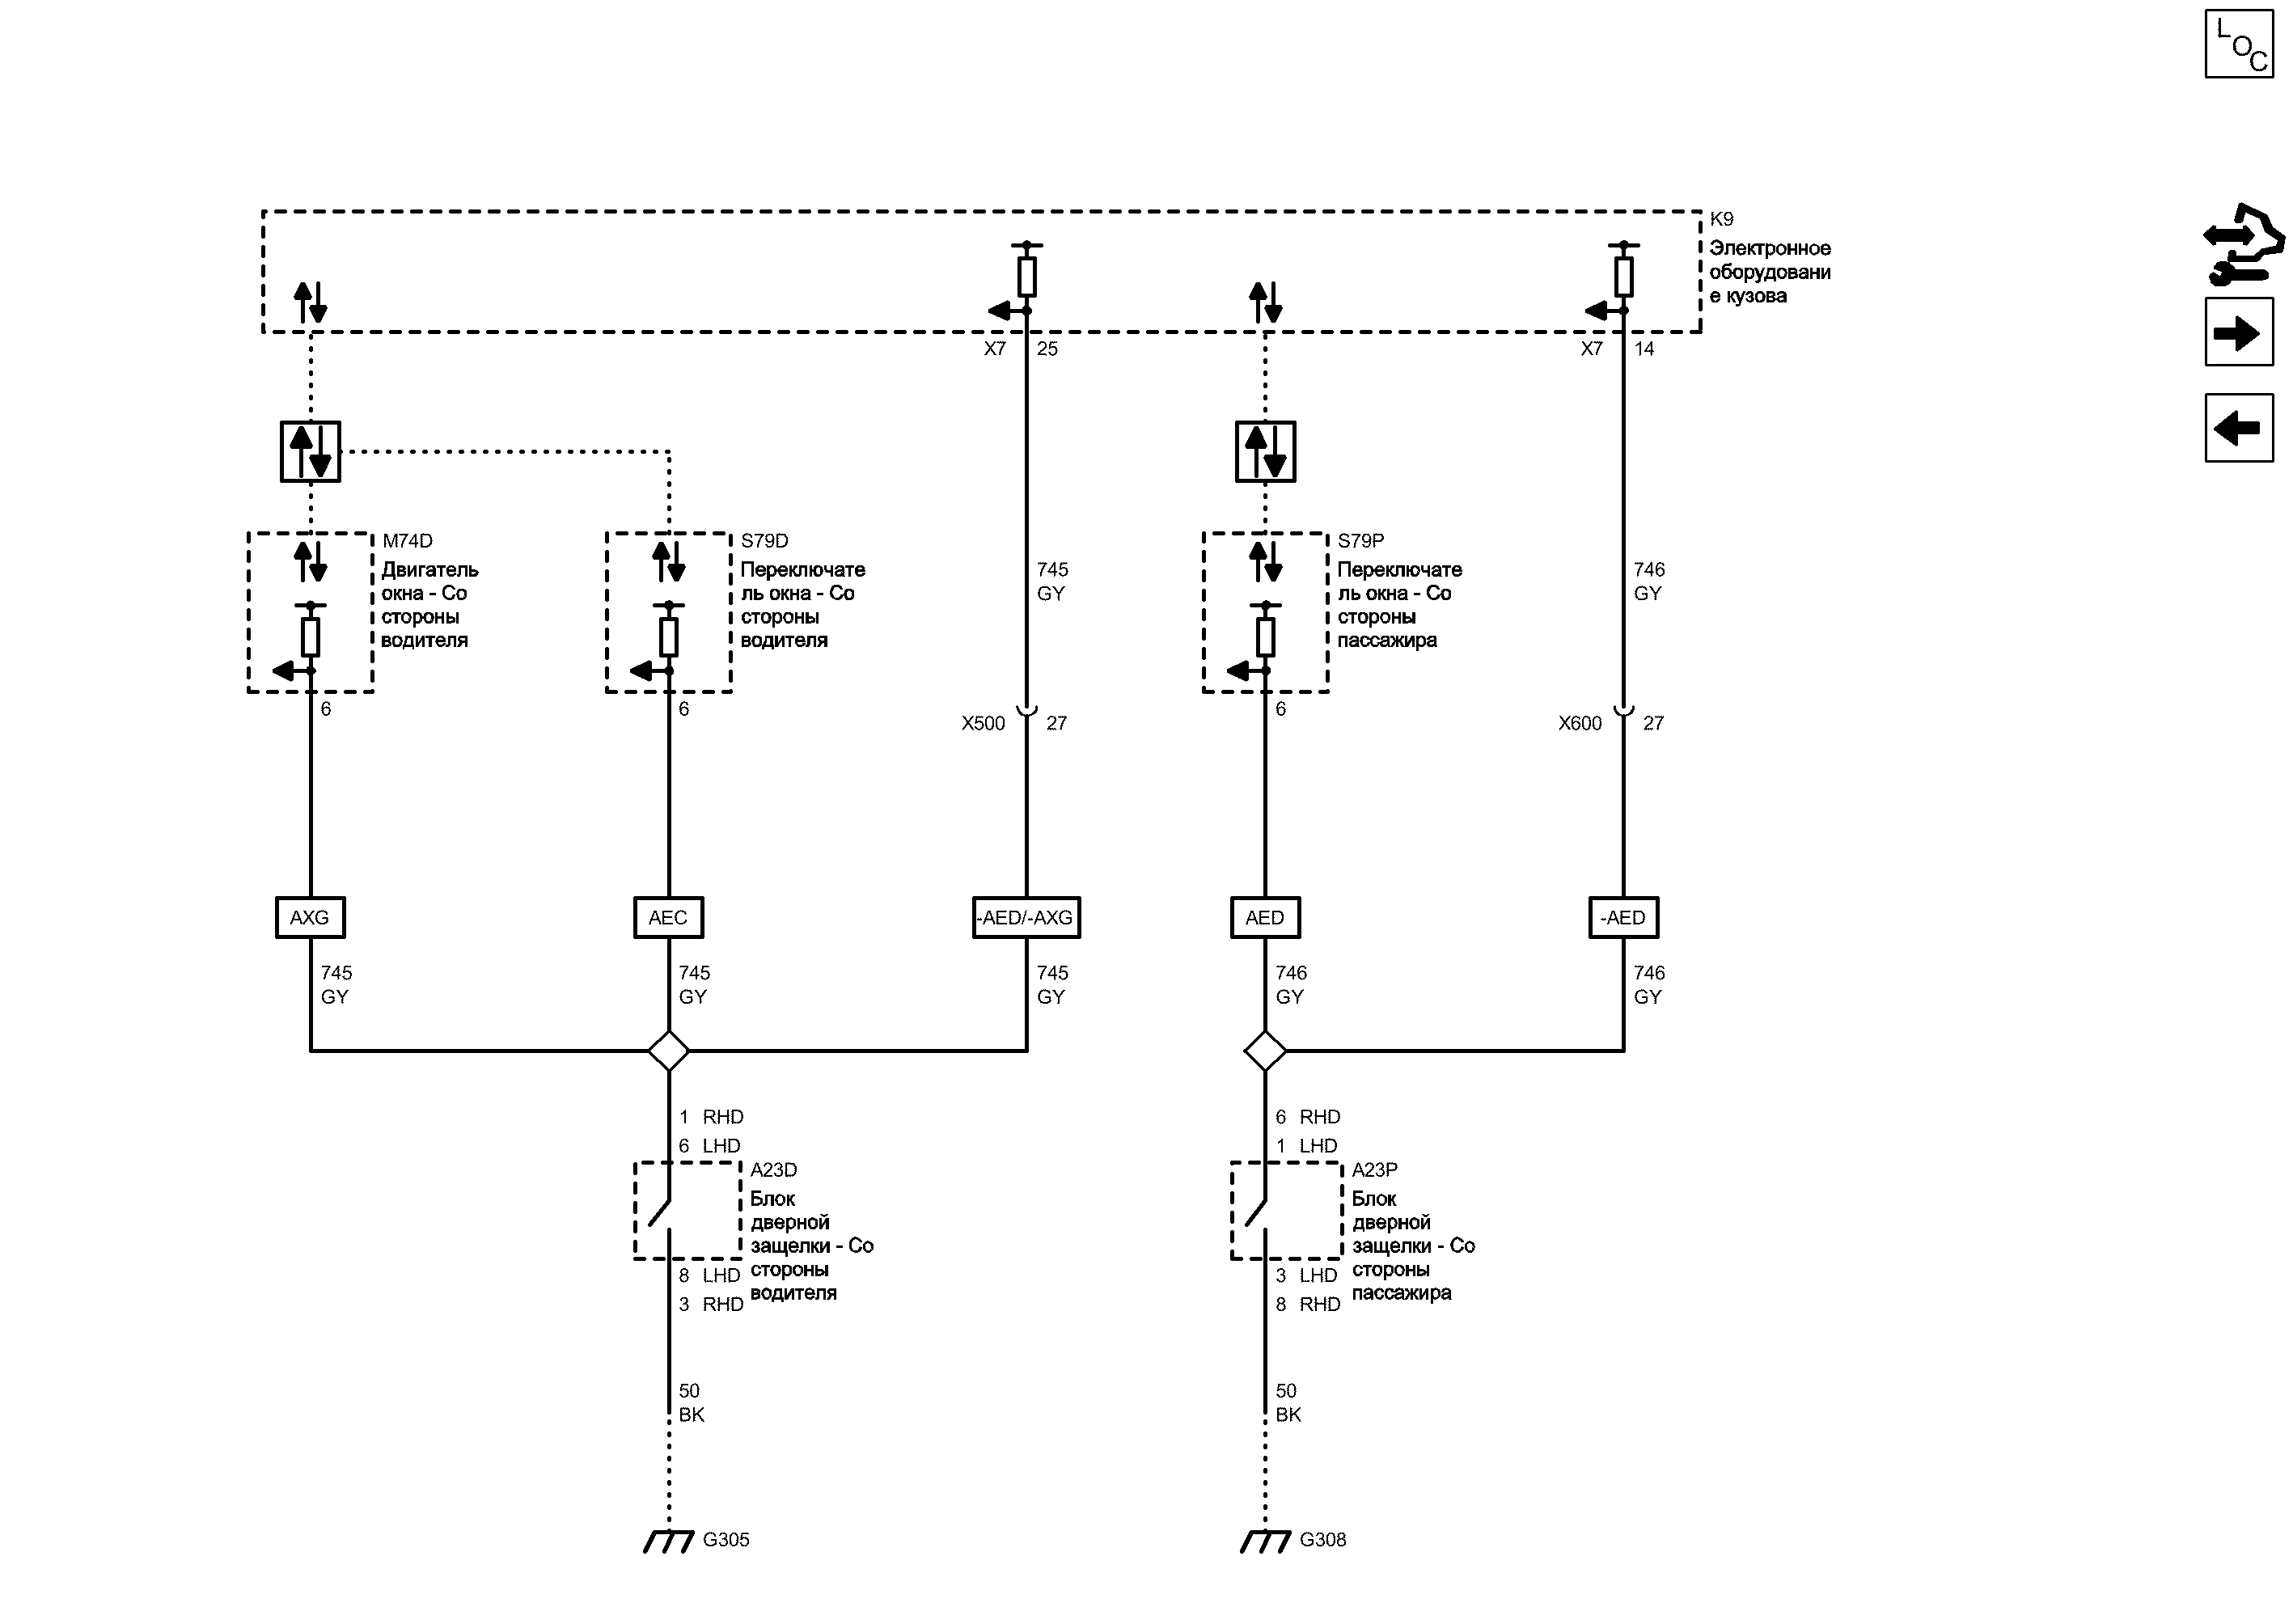 LOC
K9
Электронное
оборудовани
е кузова
X7 25
X7 14
M74D
Двигатель
окна - Со
стороны
водителя
6
S79D
Переключате
ль окна - Со
стороны
водителя
6
745
GY
S79P
Переключате
ль окна - Со
стороны
пассажира
6
746
GY
X500 27
X600 27
AXG
AEC
-AED/-AXG
AED
-AED
745
GY
745
GY
745
GY
746
GY
746
GY
1 RHD
6 LHD
A23D
Блок
дверной
защелки - Со
стороны
водителя
8 LHD
3 RHD
6 RHD
1 LHD
A23P
Блок
дверной
защелки - Со
стороны
пассажира
3 LHD
8 RHD
50
BK
50
BK
G305
G308